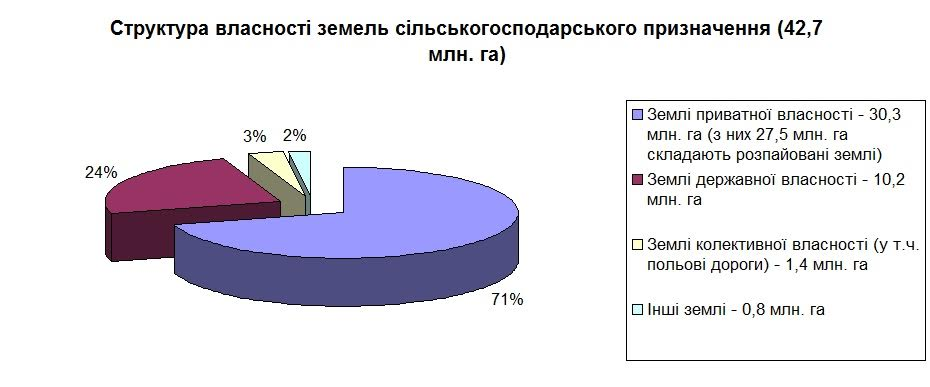 Структура власності земель сільськогосподарського призначення (42,7
млн. га)
3%
2%
24%
71%
Землі приватної власності - 30,3
млн. га (з них 27,5 млн. га
складають розпайовані землі)
Землі державної власності - 10,2
млн. га
Землі колективної власності (у т.ч.
польові дороги) - 1,4 млн. га
Інші землі - 0,8 млн. га